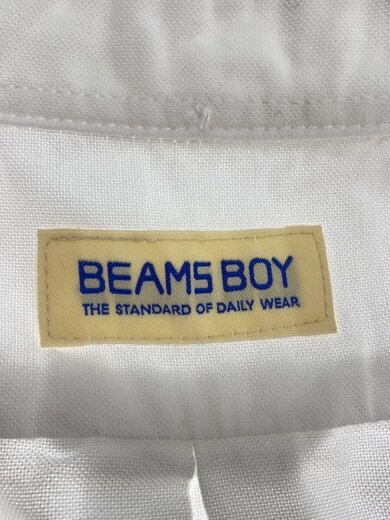 BEAMS BOY
THE STANDARD OF DAILY WEAR